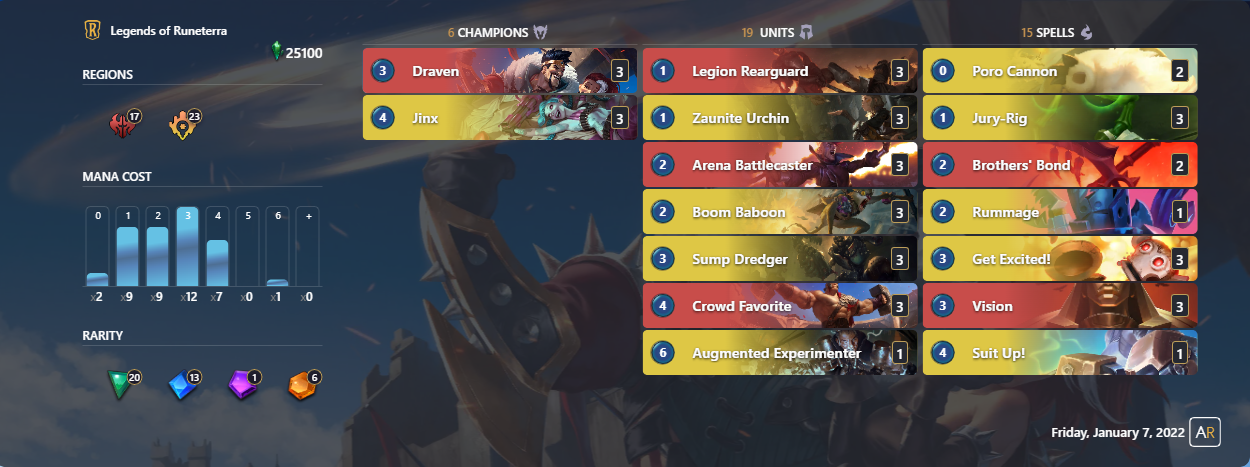 Legends of Runeterra
25100
REGIONS
17
23
MANA COST
0 1 2 3 4 5 6 +
x2 x9 x9 x12 x7 x0 x1 x0
RARITY
20
13
1
6
6 CHAMPIONS
3 Draven 3
4 Jinx 3
19 UNITS
1 Legion Rearguard 3
1 Zaunite Urchin 3
2 Arena Battlecaster 3
2 Boom Baboon 3
3 Sump Dredger 3
4 Crowd Favorite 3
6 Augmented Experimenter 1
15 SPELLS
0 Poro Cannon 2
1 Jury-Rig 3
2 Brothers' Bond 2
2 Rummage 1
3 Get Excited! 3
3 Vision 3
4 Suit Up! 1
Friday, January 7, 2022 AR